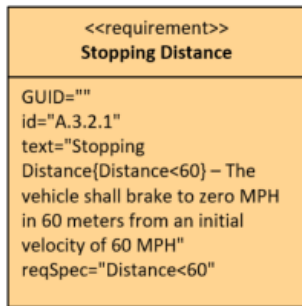 <<requirement>>
Stopping Distance
GUID=""
id="A.3.2.1"
text="Stopping
Distance{Distance<60} – The
vehicle shall brake to zero MPH
in 60 meters from an initial
velocity of 60 MPH"
reqSpec="Distance<60"